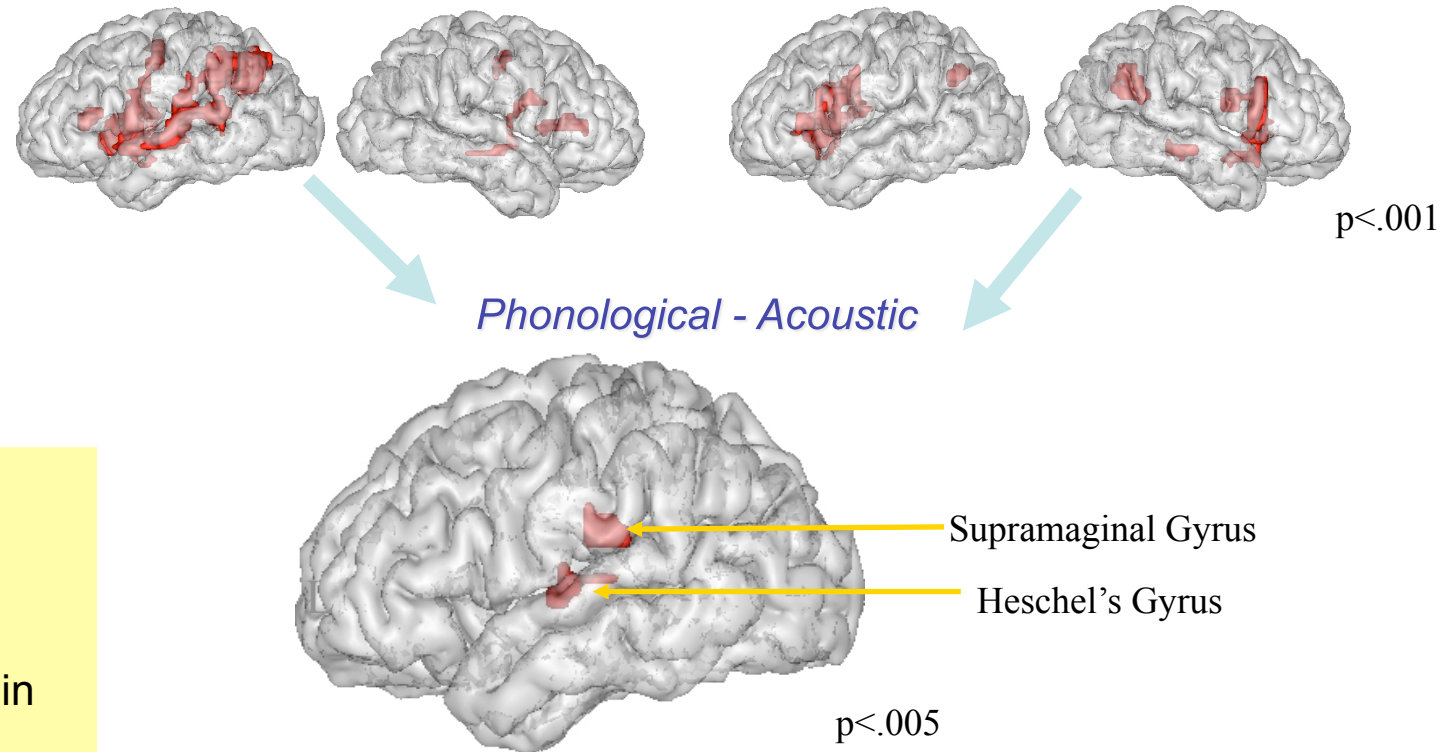 p<.001
Phonological - Acoustic
Supramaginal Gyrus
Heschel’s Gyrus
in
p<.005